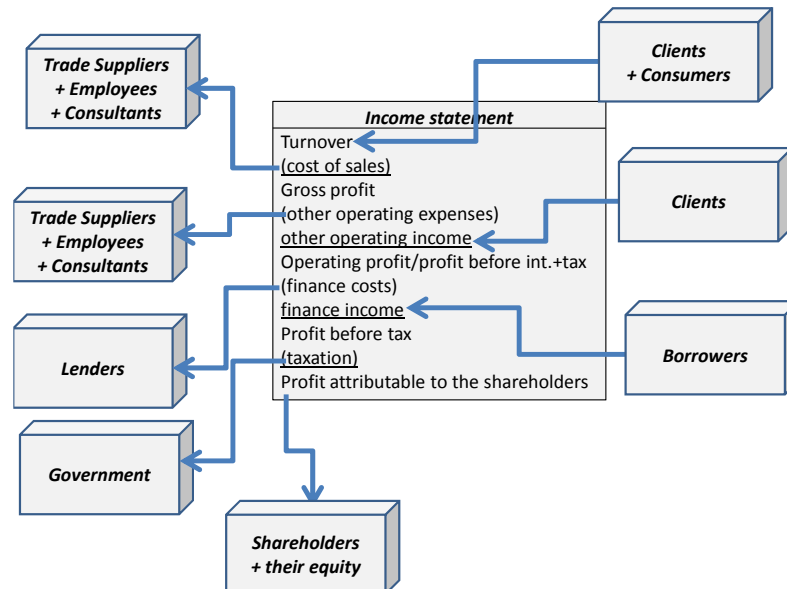 Trade Suppliers
+ Employees
+ Consultants
Clients
+ Consumers
Income statement
Turnover
(cost of sales)
Gross profit
(other operating expenses)
other operating income
Operating profit/profit before int.+tax
(finance costs)
finance income
Profit before tax
(taxation)
Profit attributable to the shareholders
Trade Suppliers
+ Employees
+ Consultants
Clients
Lenders
Borrowers
Government
Shareholders
+ their equity